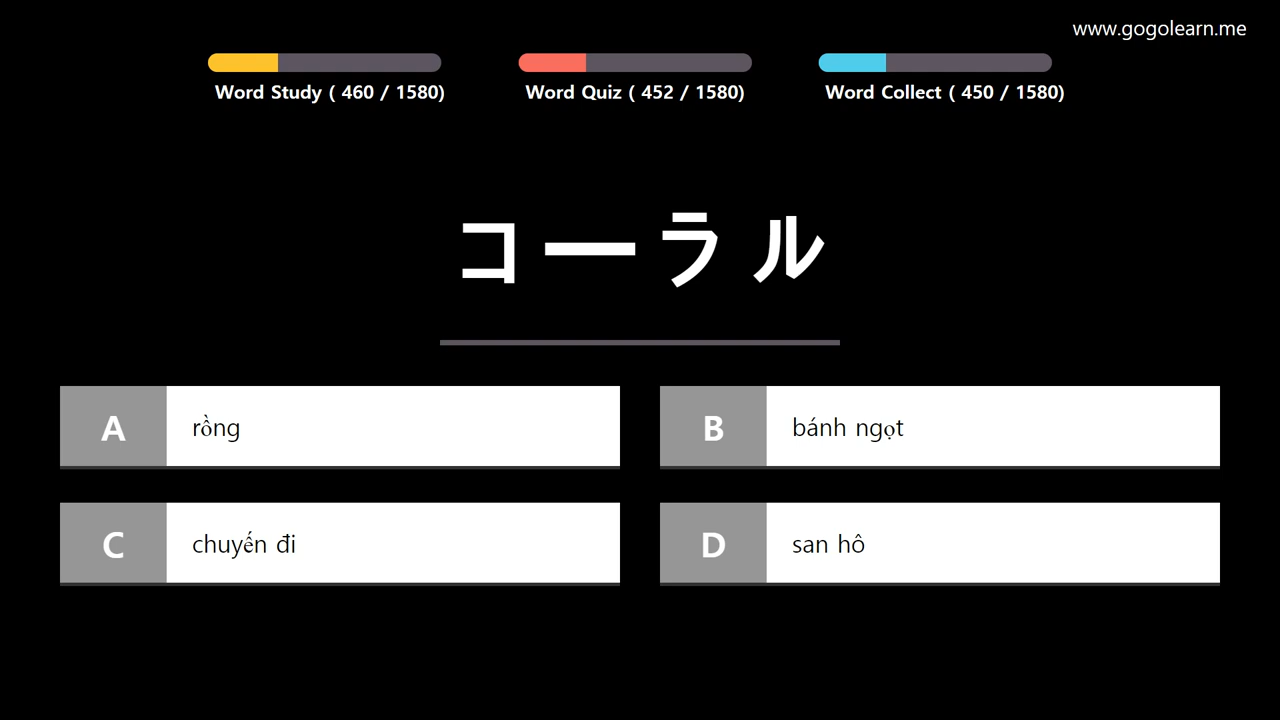 www.gogolearn.me
Word Study ( 460 / 1580)
Word Quiz ( 452 / 1580)
Word Collect ( 450 / 1580)
コーラル
A rồng
B bánh ngọt
C chuyến đi
D san hô